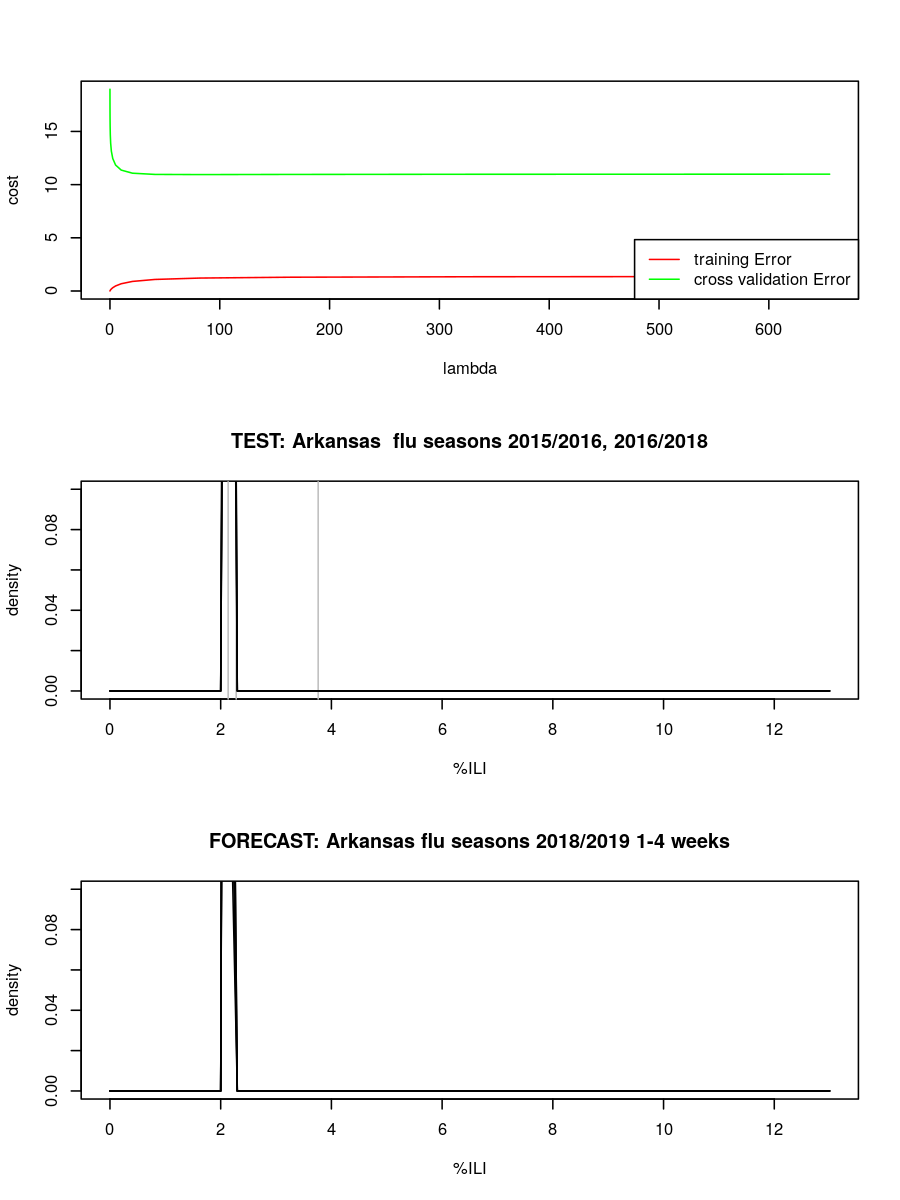 cost
15
10
5
0
training Error
cross validation Error
0 100 200 300 400 500 600
lambda
TEST: Arkansas  flu seasons 2015/2016, 2016/2018
density
0.08
0.04
0.00
0 2 4 6 8 10 12
%ILI
FORECAST: Arkansas flu seasons 2018/2019 1-4 weeks
density
0.08
0.04
0.00
0 2 4 6 8 10 12
%ILI